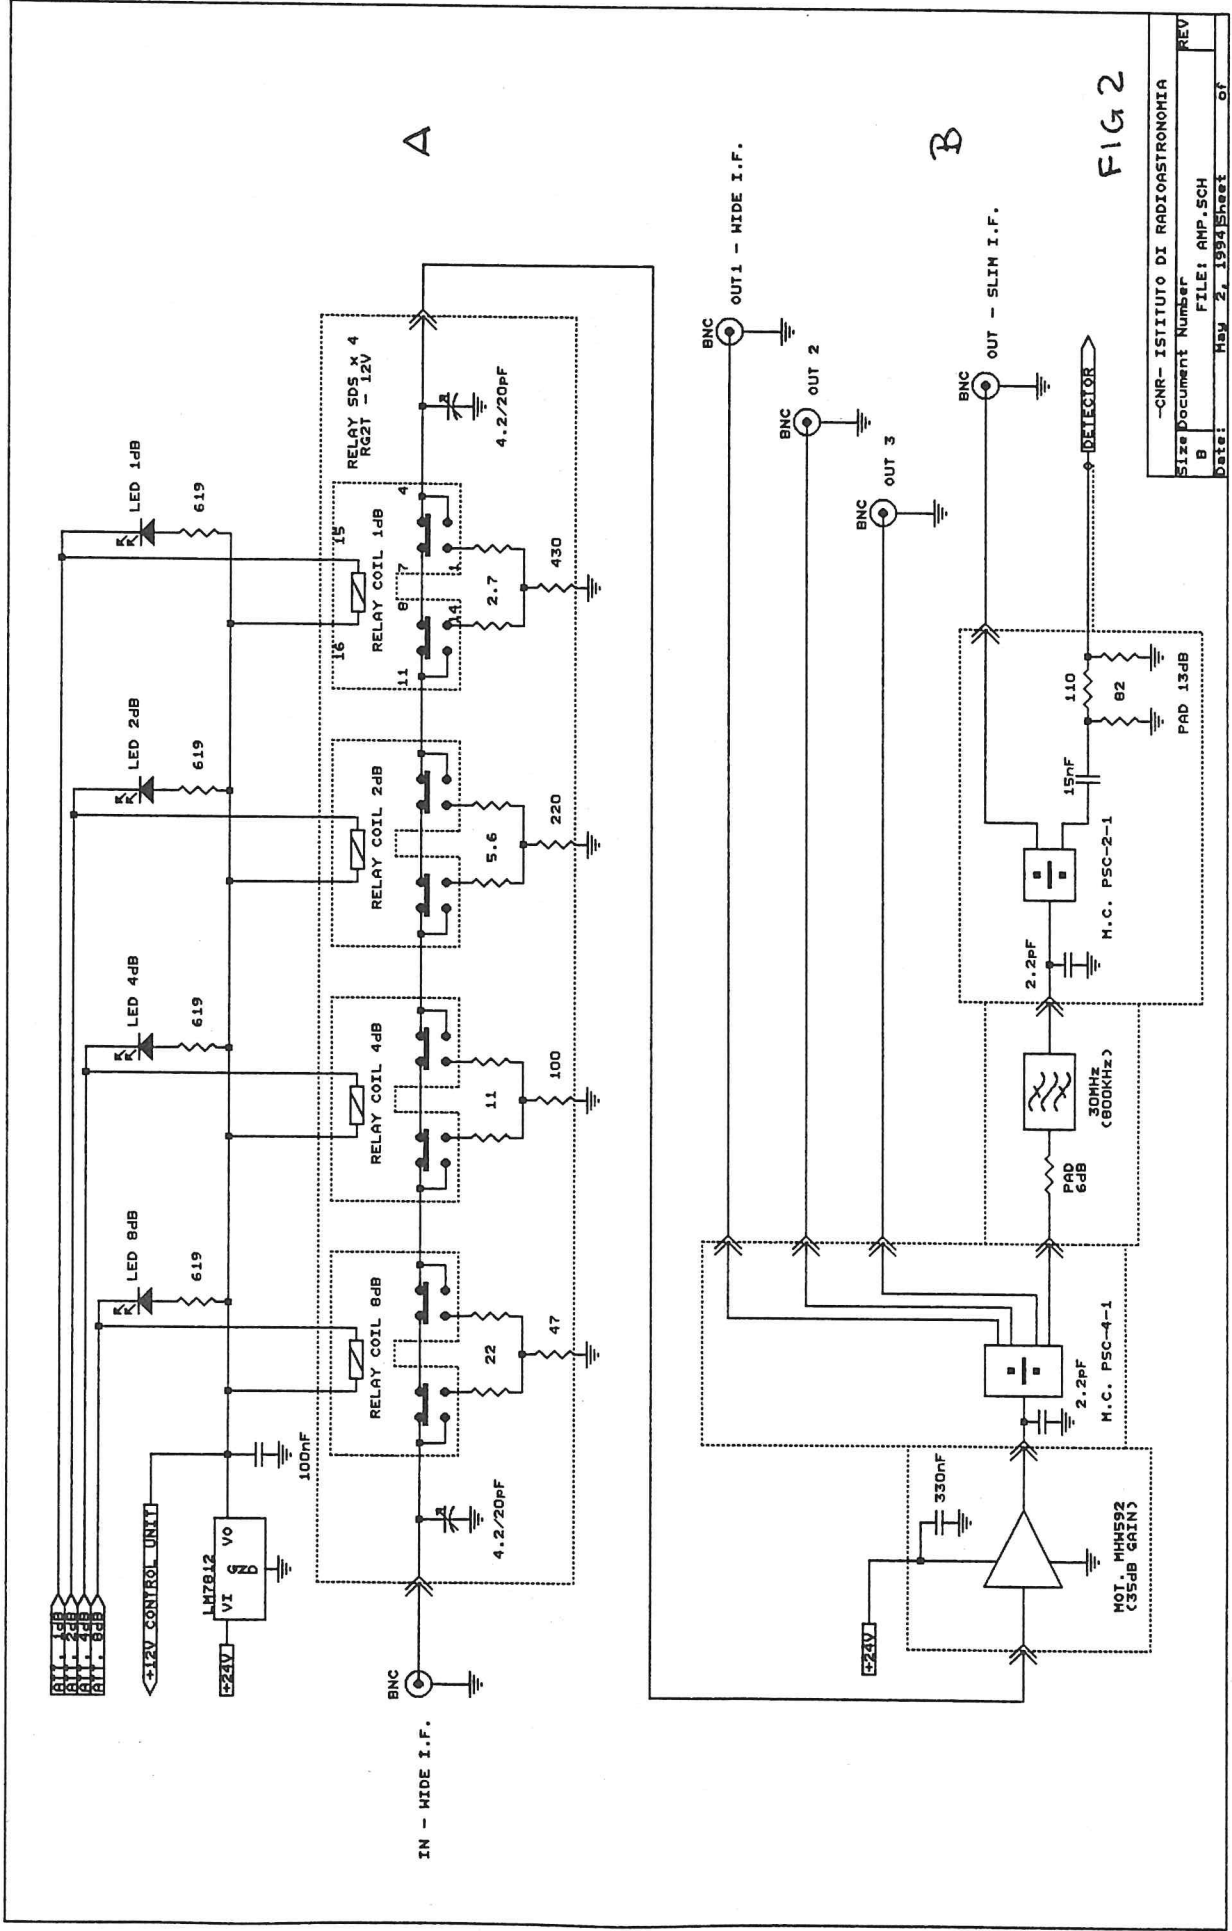 ATT. 1dB
ATT. 2dB
ATT. 4dB
ATT. 8dB
+12V CONTROL UNIT
LM7812
VI
GND
VO
+24V
100nF
LED 8dB
619
LED 4dB
619
LED 2dB
619
LED 1dB
619
A
RELAY SDS x 4
RG2T - 12V
RELAY COIL 8dB
RELAY COIL 4dB
RELAY COIL 2dB
RELAY COIL 1dB
16
15
11
8
7
4
14
1
IN - WIDE I.F.
BNC
4.2/20pF
22
47
11
100
5.6
220
2.7
430
4.2/20pF
BNC
OUT1 - WIDE I.F.
BNC
OUT 2
BNC
OUT 3
BNC
OUT - SLIM I.F.
B
+24V
330nF
MOT. MHW592
(35dB GAIN)
2.2pF
M.C. PSC-4-1
PAD
6dB
30MHz
(800KHz)
2.2pF
M.C. PSC-2-1
15nF
110
82
PAD 13dB
DETECTOR
FIG 2
-CNR- ISTITUTO DI RADIOASTRONOMIA
Size
Document Number
REV
B
FILE: AMP.SCH
Date:
May 2, 1994
Sheet
of